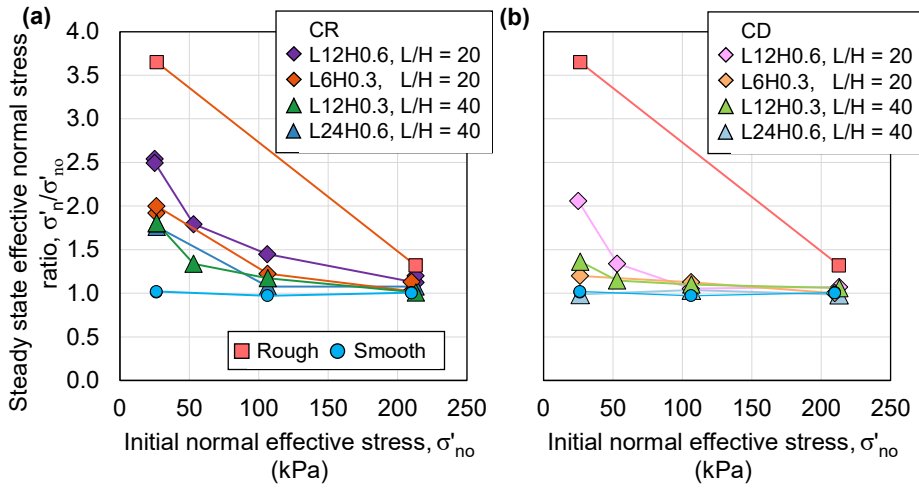 (a)
CR
L12H0.6, L/H = 20
L6H0.3, L/H = 20
L12H0.3, L/H = 40
L24H0.6, L/H = 40
Steady state effective normal stress
ratio, σ'n/σ'no
4.0
3.5
3.0
2.5
2.0
1.5
1.0
0.5
0.0
Rough Smooth
0 50 100 150 200 250
Initial normal effective stress, σ'no
(kPa)
(b)
CD
L12H0.6, L/H = 20
L6H0.3, L/H = 20
L12H0.3, L/H = 40
L24H0.6, L/H = 40
0 50 100 150 200 250
Initial normal effective stress, σ'no
(kPa)